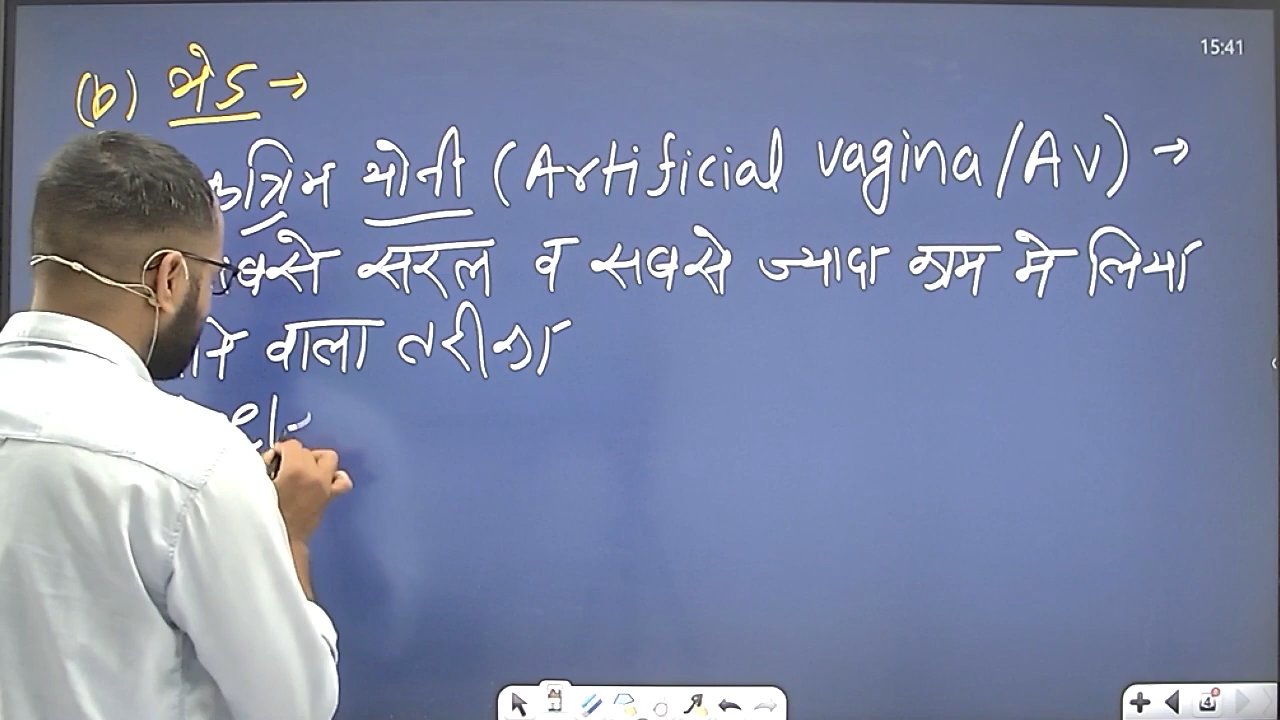 15:41
(b) भेड →
कृत्रिम योनी (Artificial vagina/AV) →
सबसे सरल व सबसे ज्यादा काम मे लिया
वाला तरीका